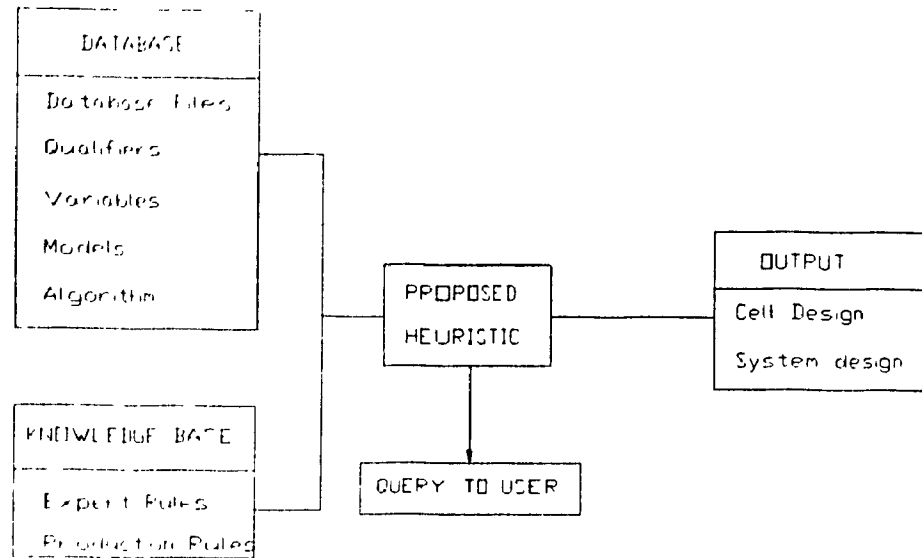 DATABASE
Database Files
Qualifiers
Variables
Models
Algorithm
KNOWLEDGE BASE
Expert Rules
Production Rules
PROPOSED
HEURISTIC
QUERY TO USER
OUTPUT
Cell Design
System design